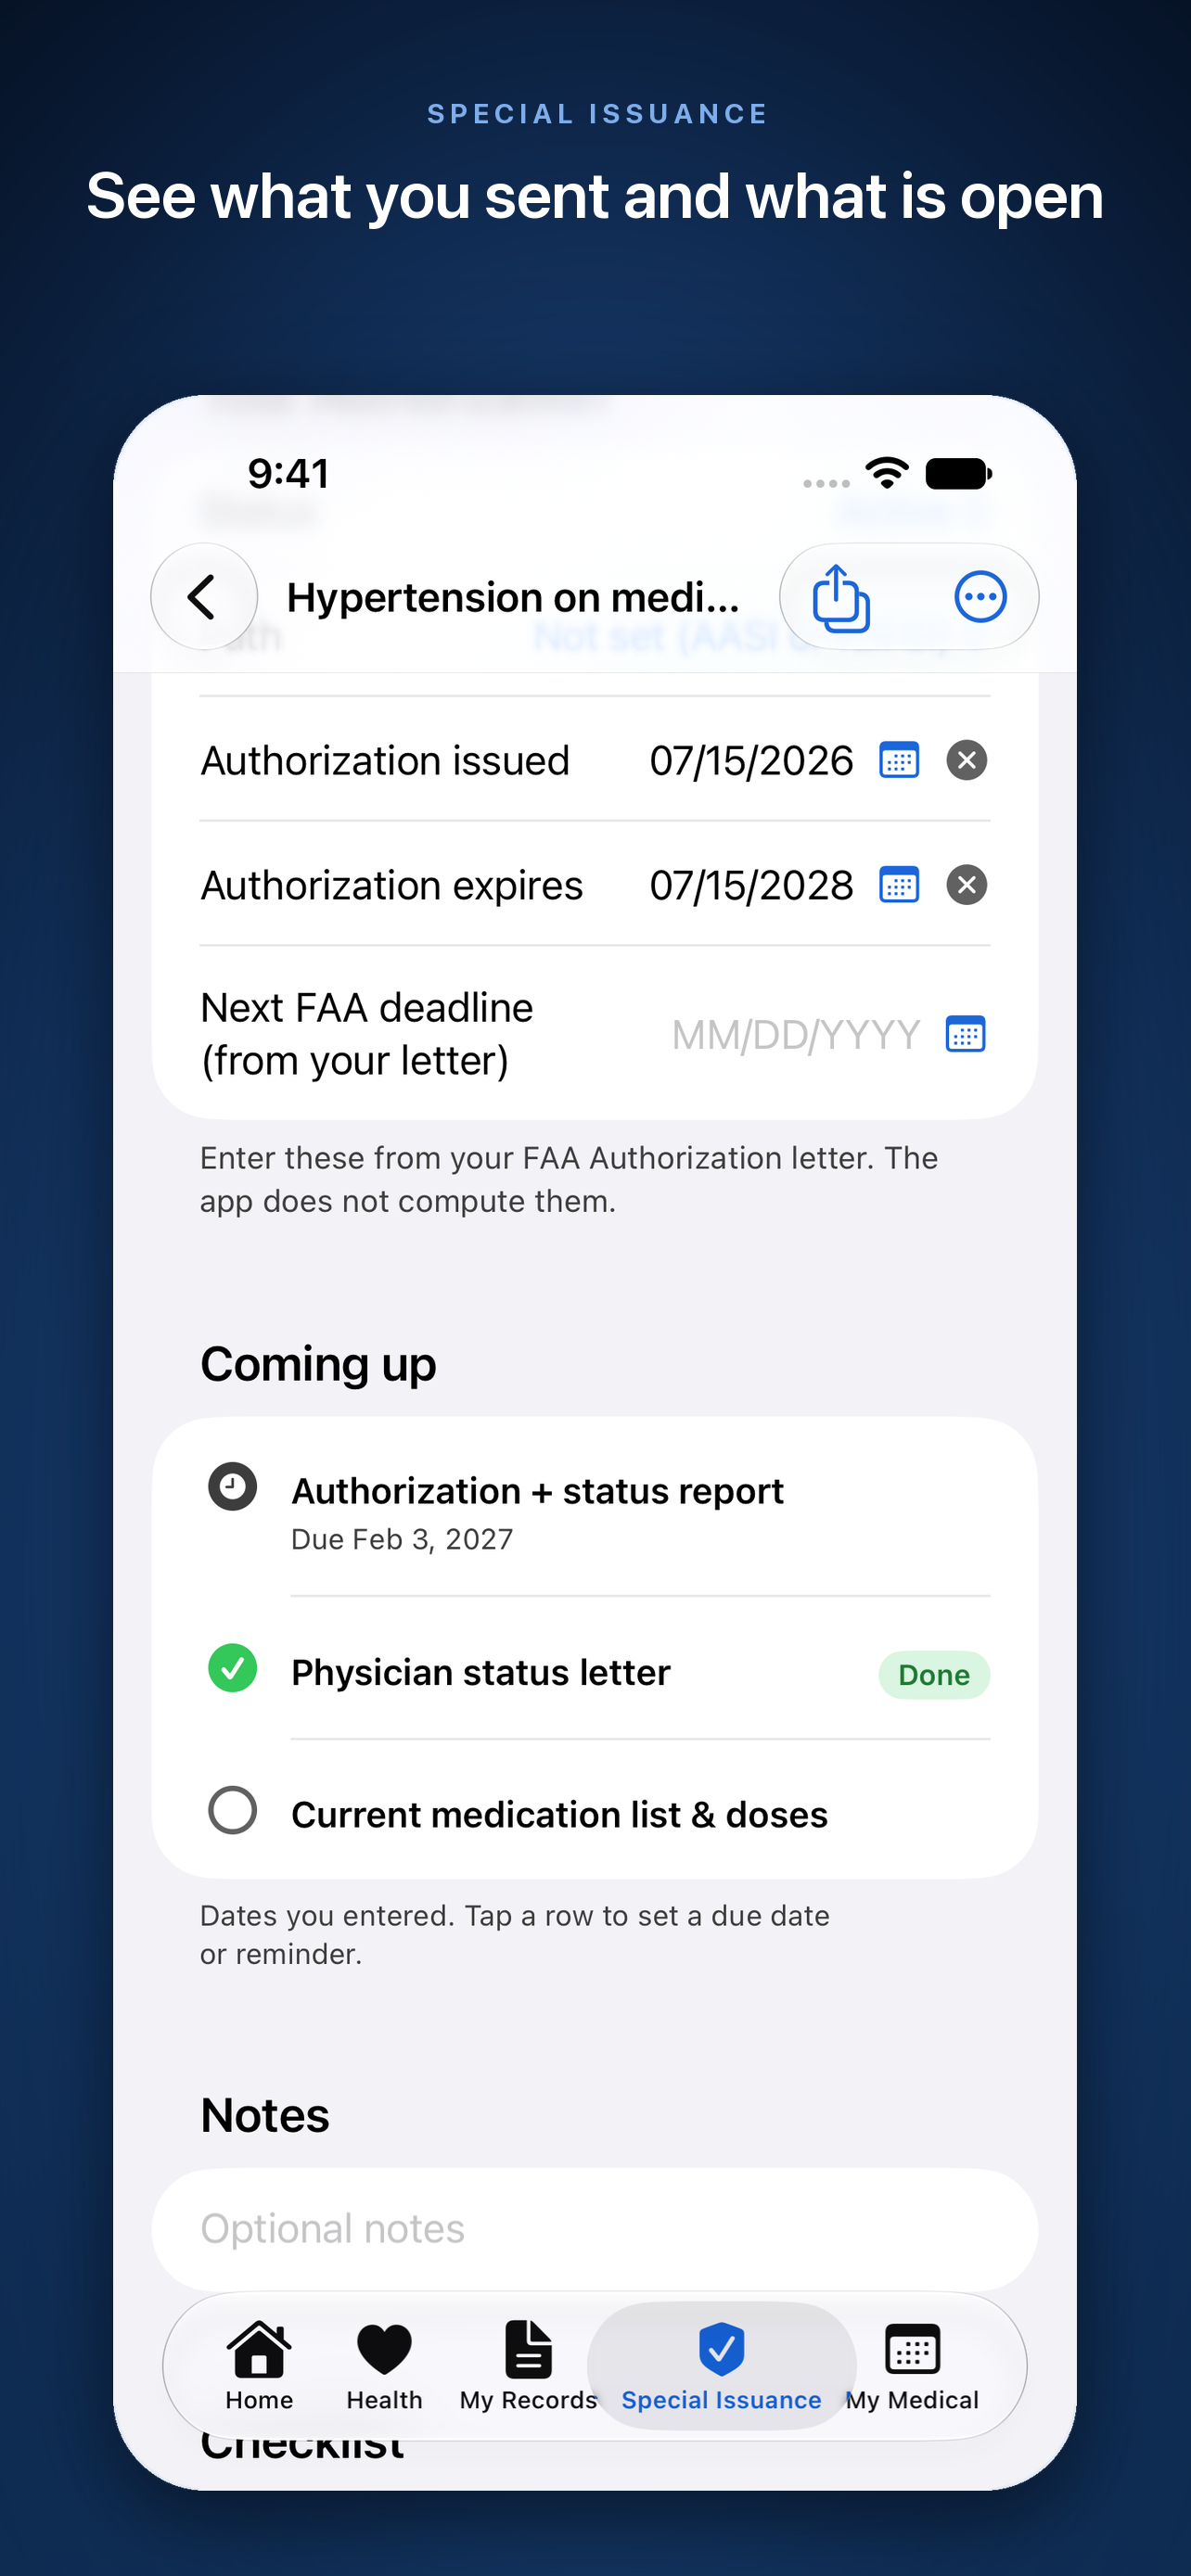 SPECIAL ISSUANCE
See what you sent and what is open
9:41
Hypertension on medi...
Not set (AASI
Authorization issued 07/15/2026
Authorization expires 07/15/2028
Next FAA deadline
(from your letter)
MM/DD/YYYY
Enter these from your FAA Authorization letter. The
app does not compute them.
Coming up
Authorization + status report
Due Feb 3, 2027
Physician status letter
Done
Current medication list & doses
Dates you entered. Tap a row to set a due date
or reminder.
Notes
Optional notes
Home Health My Records Special Issuance My Medical
Checklist